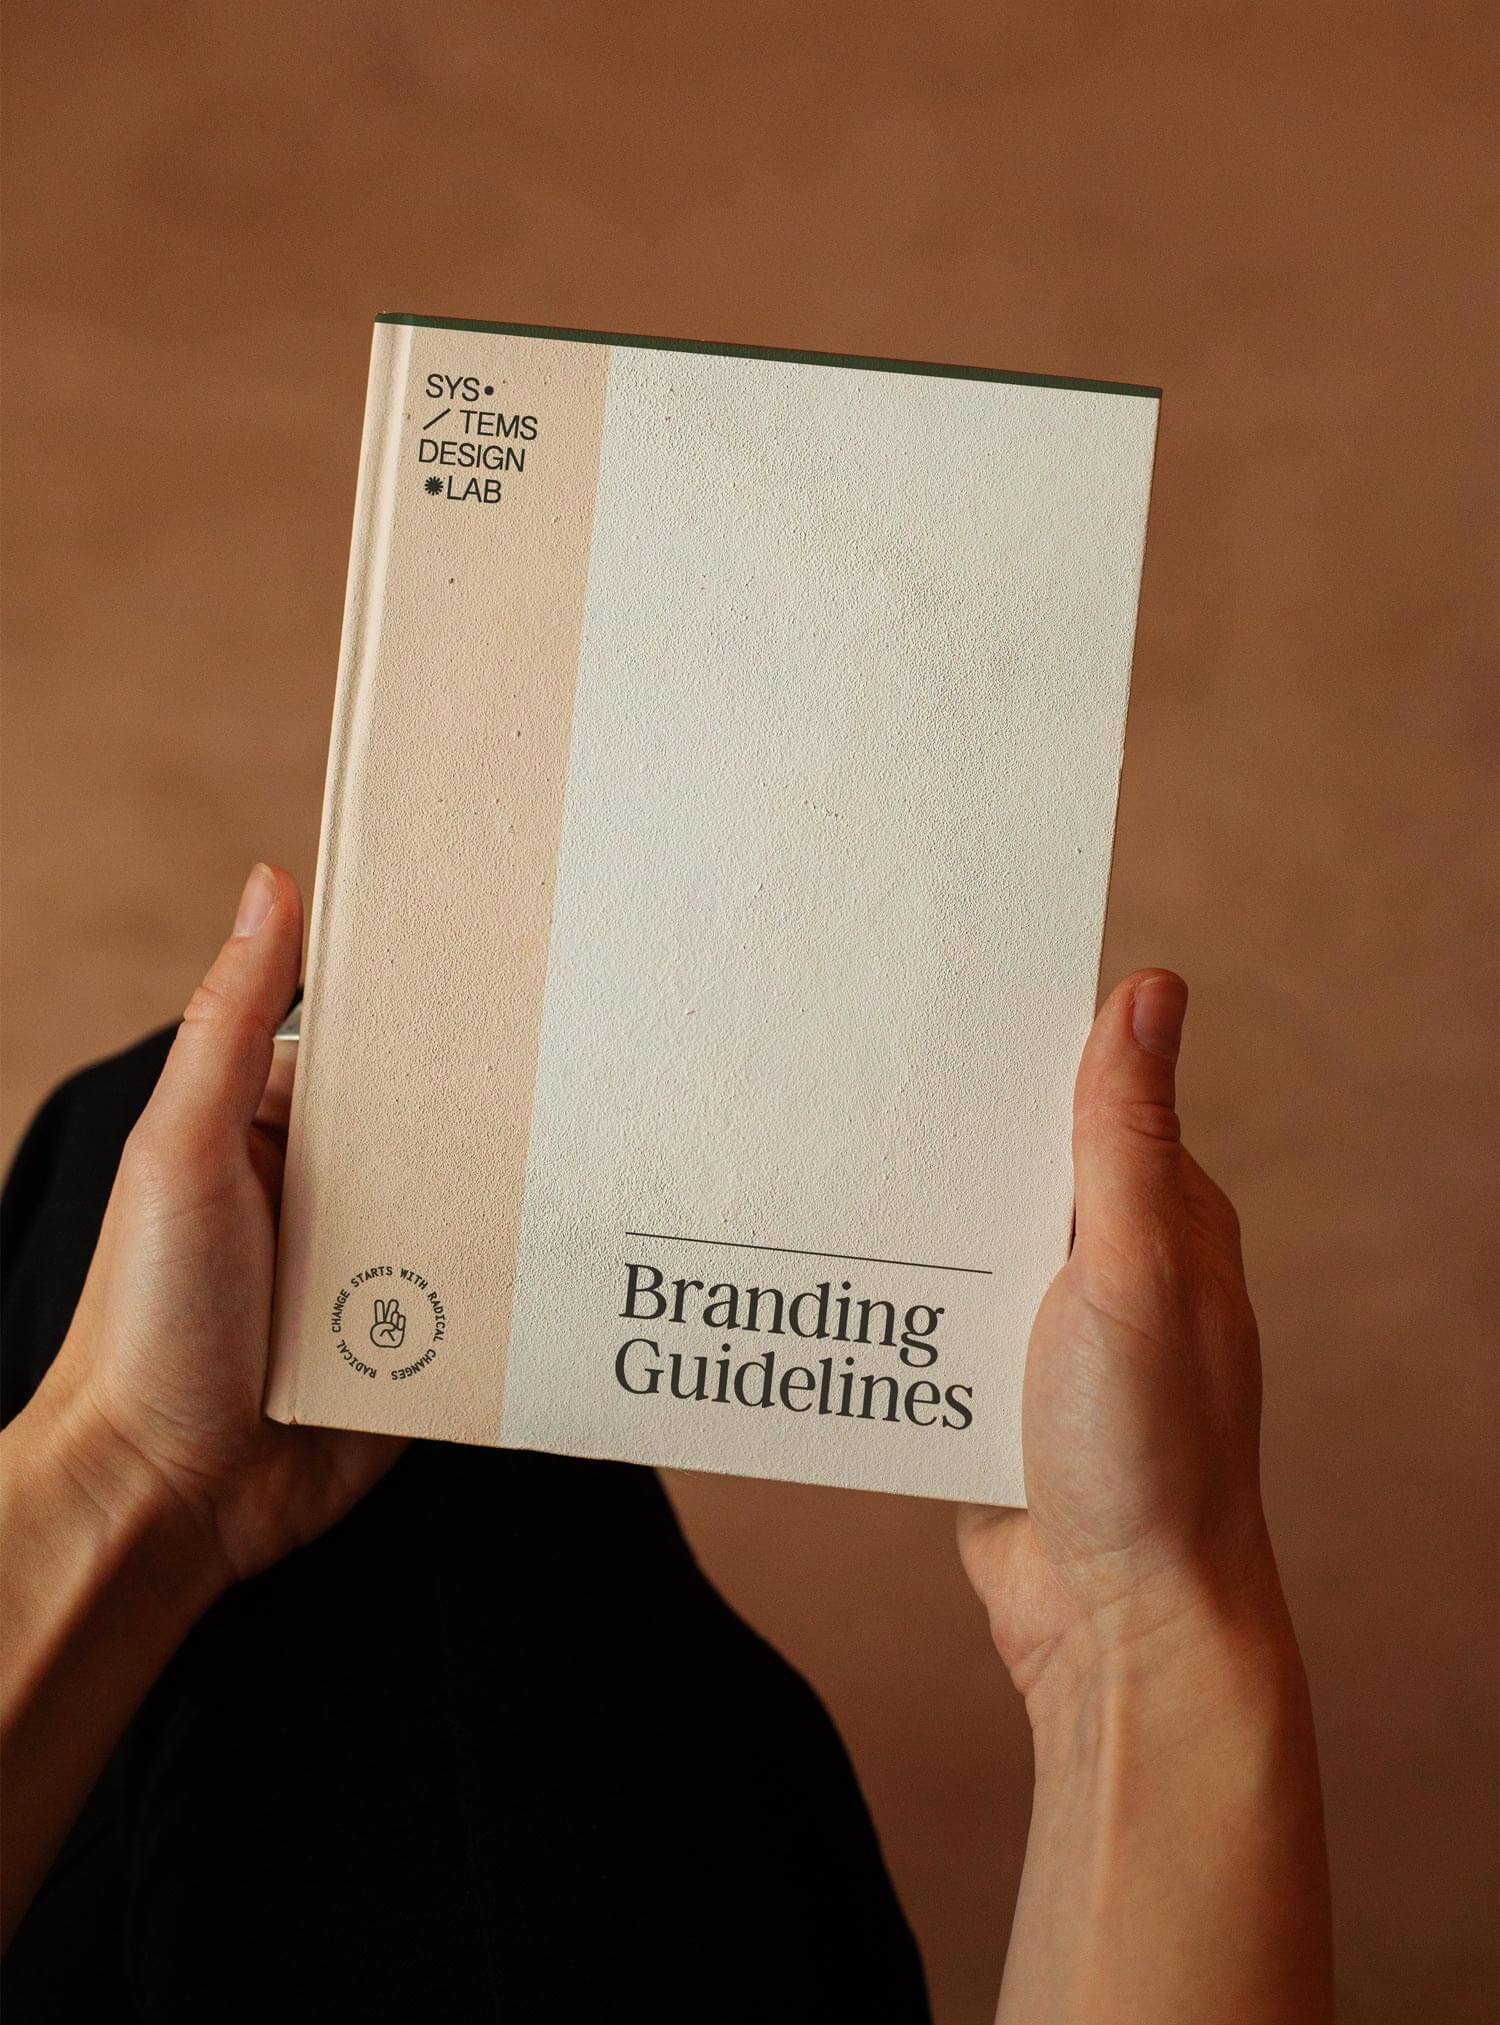 SYS•
/ TEMS
DESIGN
✺LAB
RADICAL CHANGE STARTS WITH RADICAL CHANGES
Branding
Guidelines